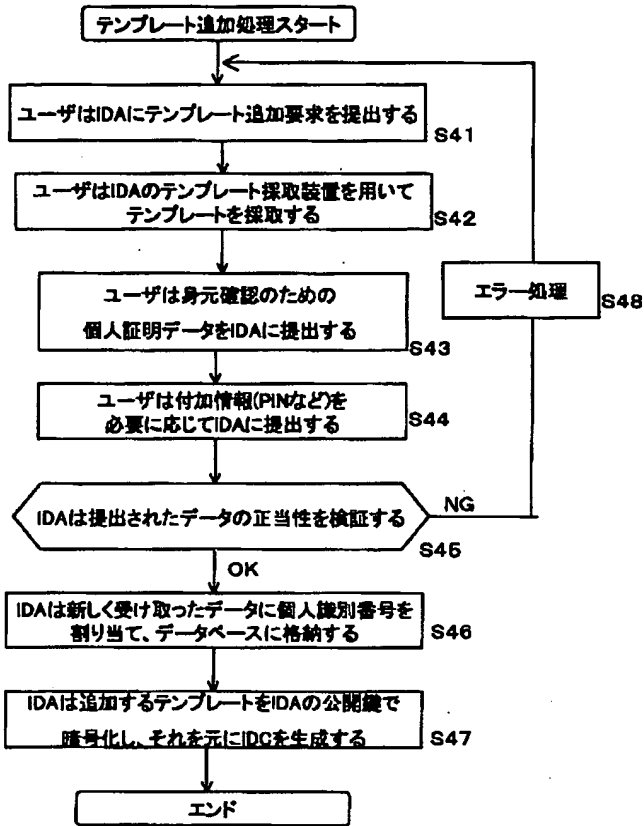 テンプレート追加処理スタート
ユーザはIDAにテンプレート追加要求を提出する
S41
ユーザはIDAのテンプレート採取装置を用いて
テンプレートを採取する
S42
エラー処理
S48
ユーザは身元確認のための
個人証明データをIDAに提出する
S43
ユーザは付加情報(PINなど)を
必要に応じてIDAに提出する
S44
IDAは提出されたデータの正当性を検証する
NG
S45
OK
IDAは新しく受け取ったデータに個人識別番号を
割り当て、データベースに格納する
S46
IDAは追加するテンプレートをIDAの公開鍵で
暗号化し、それを元にIDCを生成する
S47
エンド